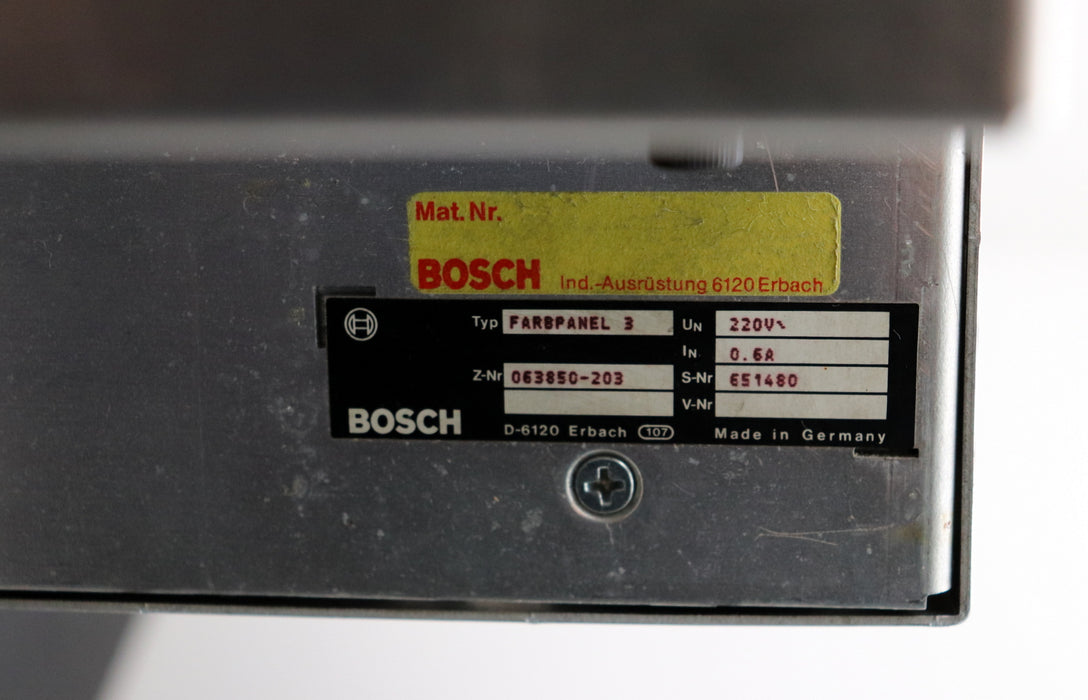 Mat. Nr.
BOSCH Ind.-Ausrüstung 6120 Erbach
Typ FARBPANEL 3 UN 220V~
IN 0.6A
Z-Nr 063850-203 S-Nr 651480
V-Nr
BOSCH D-6120 Erbach 107 Made in Germany